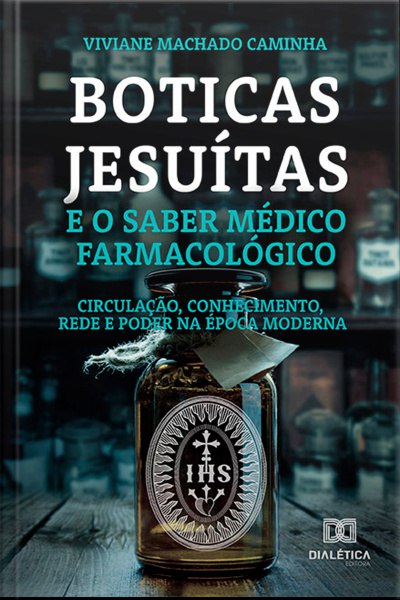 VIVIANE MACHADO CAMINHA
BOTICAS
JESUÍTAS
E O SABER MÉDICO
FARMACOLÓGICO
CIRCULAÇÃO, CONHECIMENTO,
REDE E PODER NA ÉPOCA MODERNA
IHS
DIALÉTICA
EDITORA